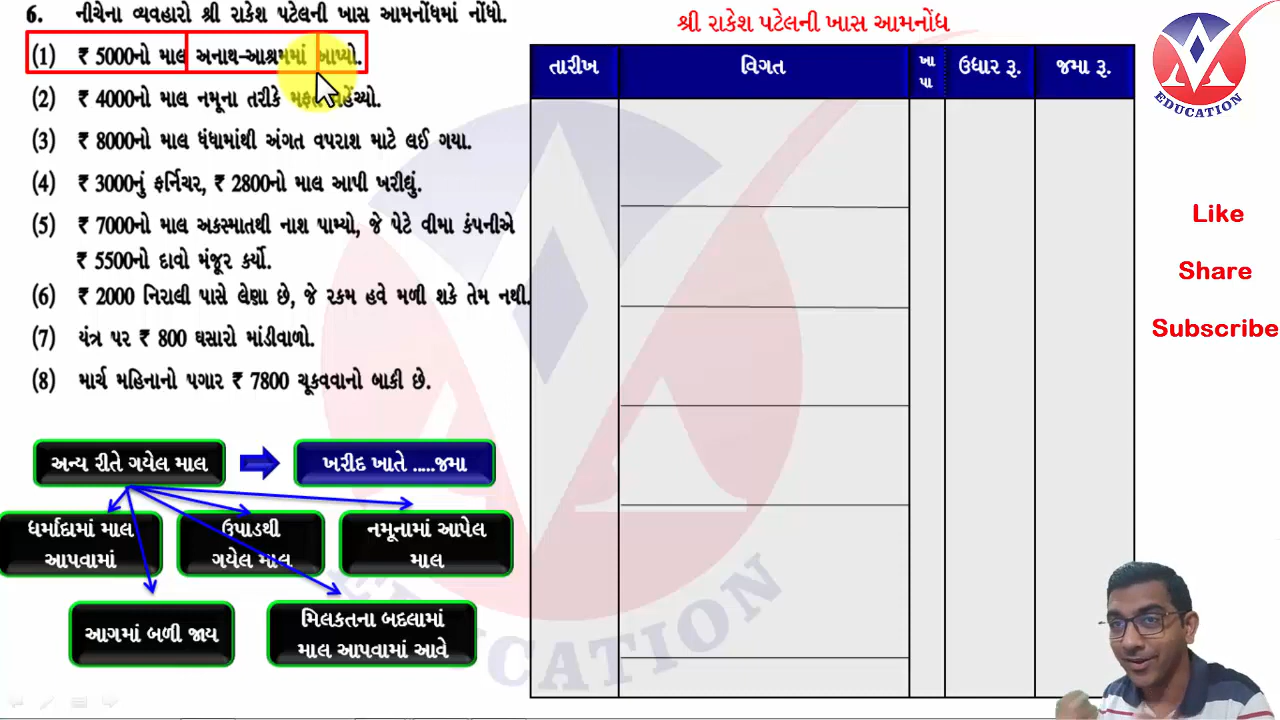 6. નીચેના વ્યવહારો શ્રી રાકેશ પટેલની ખાસ આમનોંધમાં નોંધો.
(1) ₹ 5000નો માલ અનાથ-આશ્રમમાં આપ્યો.
(2) ₹ 4000નો માલ નમૂના તરીકે મફત વહેંચ્યો.
(3) ₹ 8000નો માલ ધંધામાંથી અંગત વપરાશ માટે લઈ ગયા.
(4) ₹ 3000નું ફર્નિચર, ₹ 2800નો માલ આપી ખરીદ્યું.
(5) ₹ 7000નો માલ અકસ્માતથી નાશ પામ્યો, જે પેટે વીમા કંપનીએ
₹ 5500નો દાવો મંજૂર કર્યો.
(6) ₹ 2000 નિરાલી પાસે લેણા છે, જે રકમ હવે મળી શકે તેમ નથી.
(7) યંત્ર પર ₹ 800 ઘસારો માંડીવાળો.
(8) માર્ચ મહિનાનો પગાર ₹ 7800 ચૂકવવાનો બાકી છે.
અન્ય રીતે ગયેલ માલ
ખરીદ ખાતે .....જમા
ધર્માદામાં માલ
આપવામાં
ઉપાડથી
ગયેલ માલ
નમૂનામાં આપેલ
માલ
આગમાં બળી જાય
મિલકતના બદલામાં
માલ આપવામાં આવે
શ્રી રાકેશ પટેલની ખાસ આમનોંધ
તારીખ વિગત ખા પા ઉધાર રૂ. જમા રૂ.
EDUCATION
EDUCATION
Like
Share
Subscribe